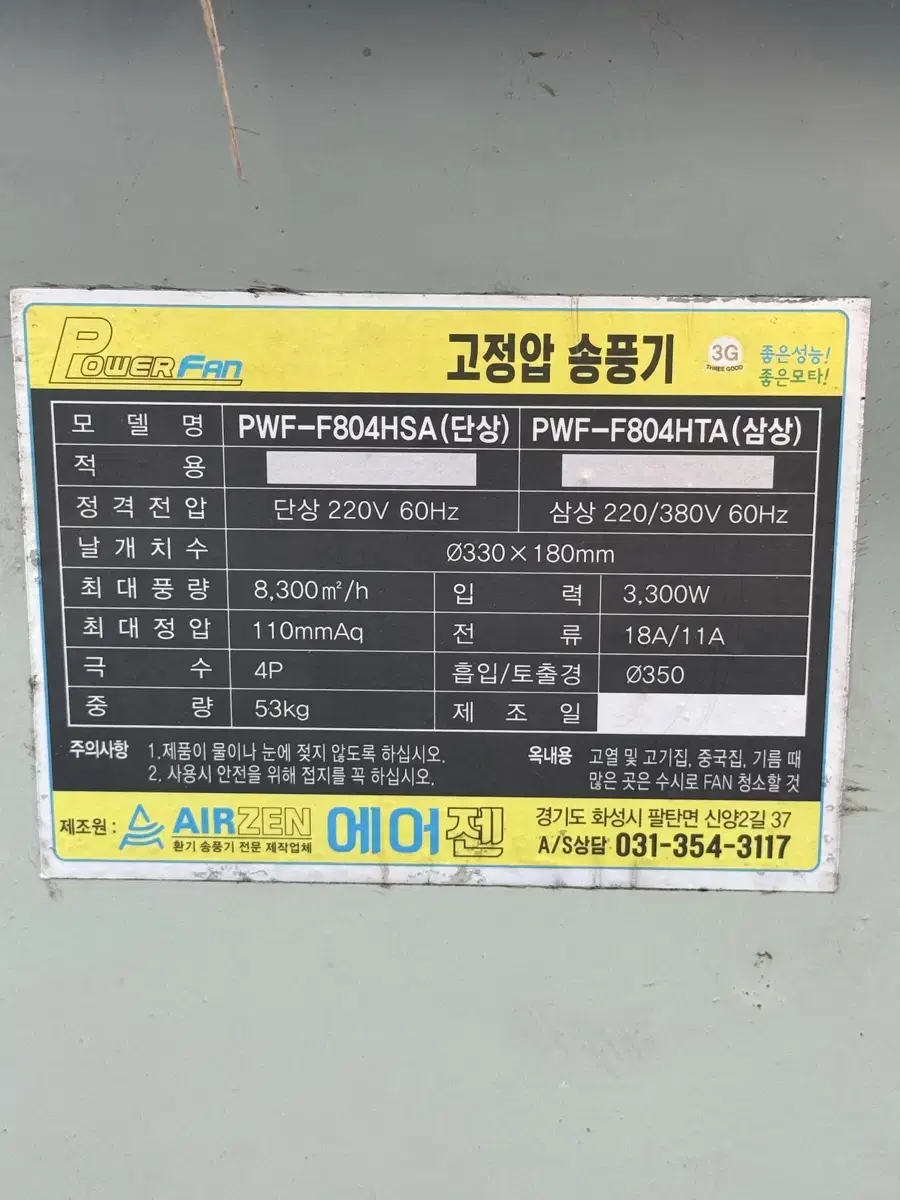 POWER FAN 고정압 송풍기 3G THREE GOOD 좋은성능! 좋은모타!
모델명 PWF-F804HSA(단상) PWF-F804HTA(삼상)
적용
정격전압 단상 220V 60Hz 삼상 220/380V 60Hz
날개치수 Ø330×180mm
최대풍량 8,300㎥/h 입력 3,300W
최대정압 110mmAq 전류 18A/11A
극수 4P 흡입/토출경 Ø350
중량 53kg 제조일
주의사항 1.제품이 물이나 눈에 젖지 않도록 하십시오.
2. 사용시 안전을 위해 접지를 꼭 하십시오.
옥내용 고열 및 고기집, 중국집, 기름 때
많은 곳은 수시로 FAN 청소할 것
제조원 : AIRZEN 에어젠
환기 송풍기 전문 제작업체
경기도 화성시 팔탄면 신양2길 37
A/S상담 031-354-3117